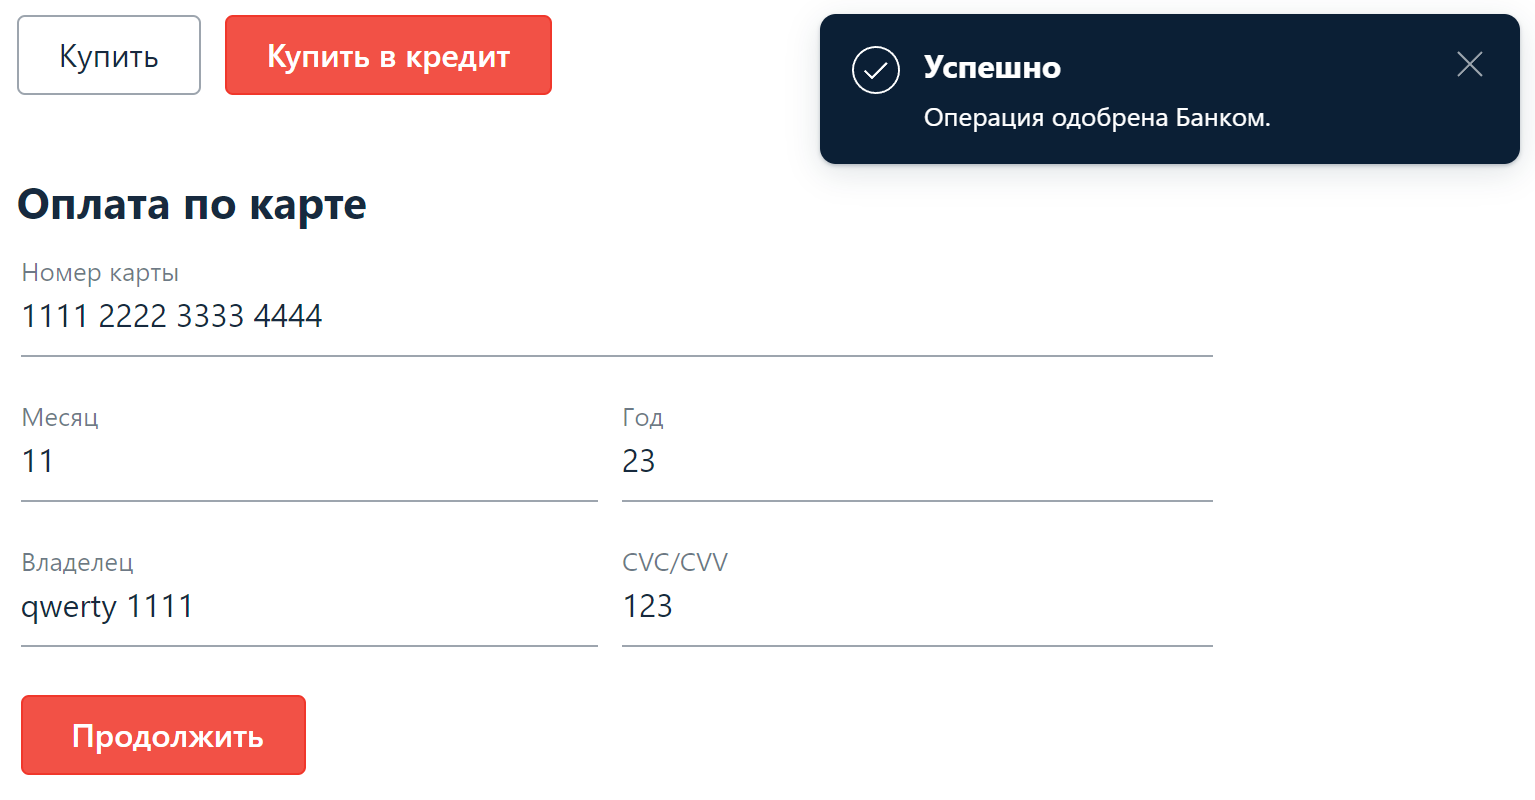 Купить
Купить в кредит
Успешно
Операция одобрена Банком.
Оплата по карте
Номер карты
1111 2222 3333 4444
Месяц
Год
11
23
Владелец
CVC/CVV
qwerty 1111
123
Продолжить